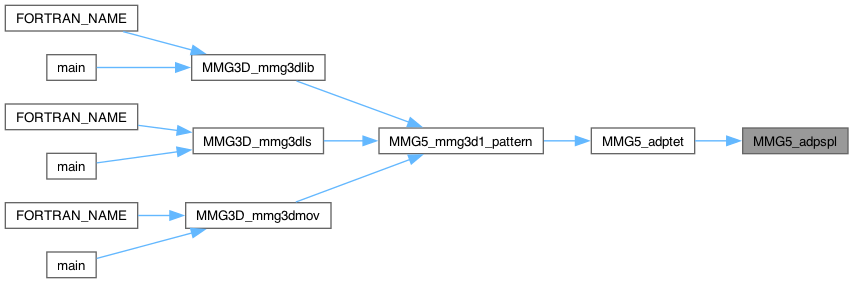 FORTRAN_NAME
main
MMG3D_mmg3dlib
FORTRAN_NAME
main
MMG3D_mmg3dls
MMG5_mmg3d1_pattern
MMG5_adptet
MMG5_adpspl
FORTRAN_NAME
MMG3D_mmg3dmov
main